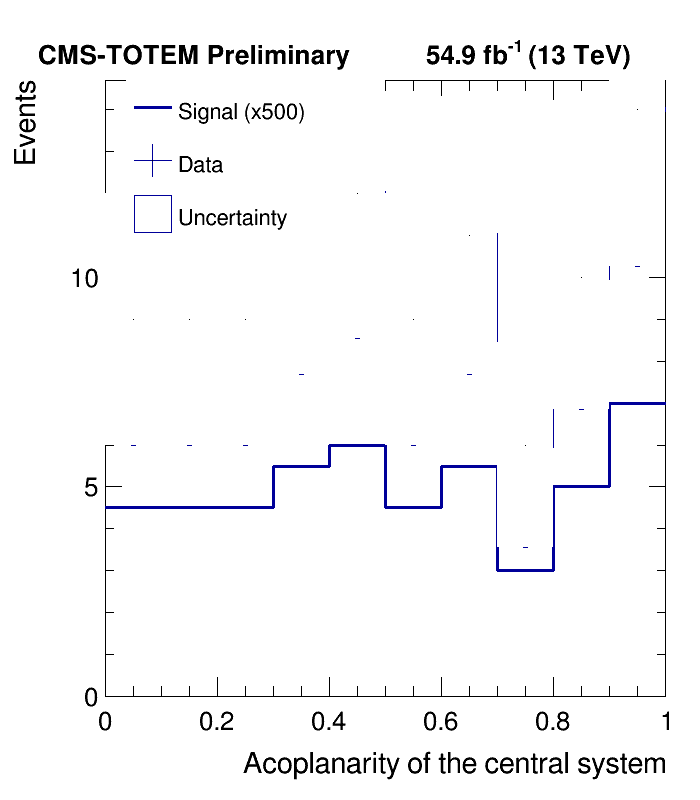 CMS-TOTEM Preliminary 54.9 fb-1 (13 TeV)
Events
Signal (x500)
Data
Uncertainty
10
5
0
0 0.2 0.4 0.6 0.8 1
Acoplanarity of the central system